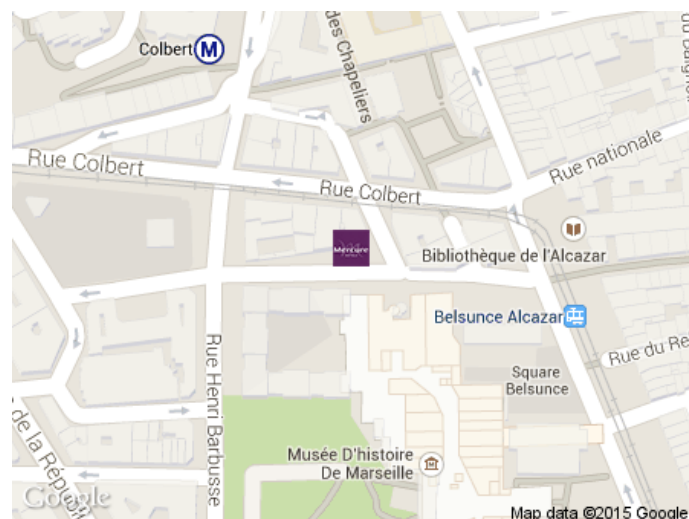 Colbert M
des Chapeliers
Rue Colbert
Rue Colbert
Rue nationale
Mercure
Bibliothèque de l'Alcazar
Belsunce Alcazar
Rue du Re
Square
Belsunce
Rue Henri Barbusse
de la Républ
Musée D'histoire
De Marseille
Google
Map data ©2015 Google